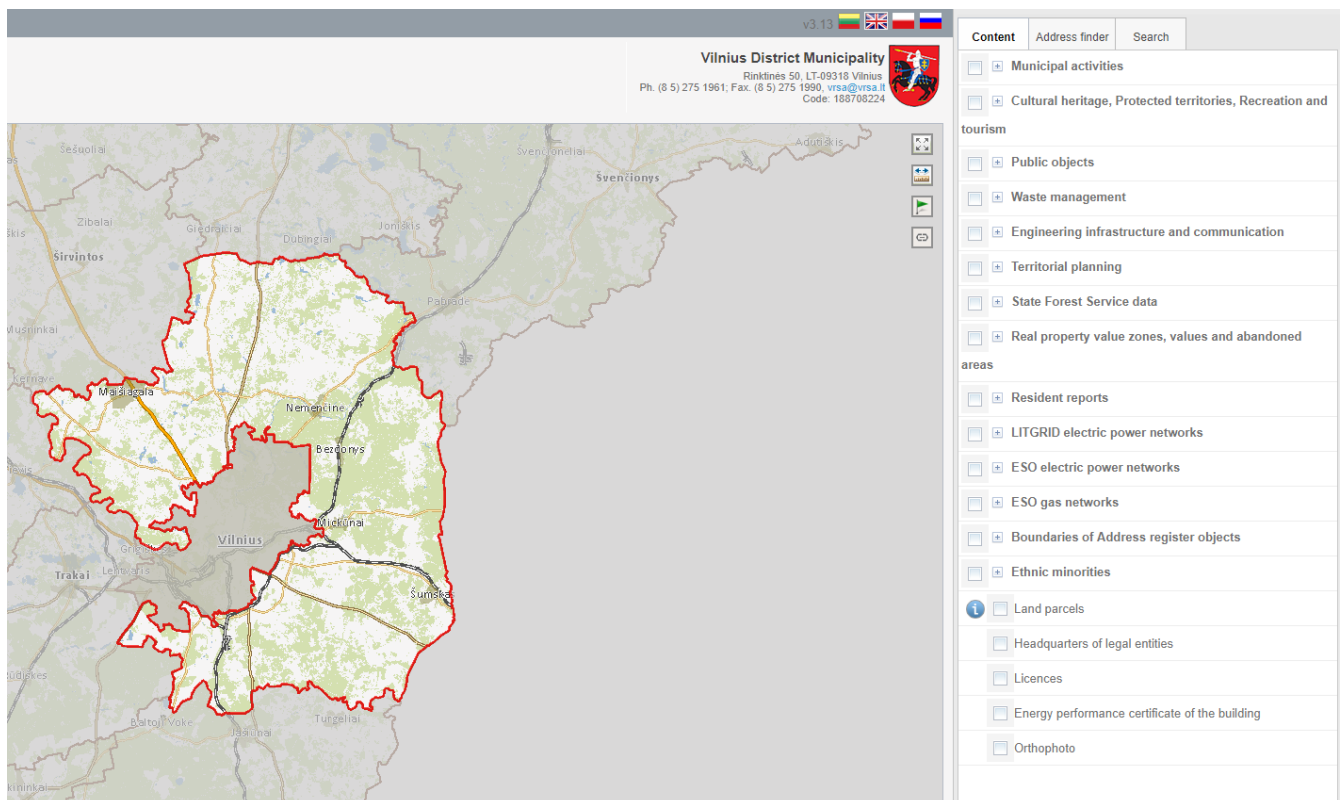 v3.13
Vilnius District Municipality
Rinktinės 50, LT-09318 Vilnius
Ph. (8 5) 275 1961; Fax. (8 5) 275 1990, vrsa@vrsa.lt
Code: 188708224
Šešuoliai
Švenčionėliai
Adutiškis
Švenčionys
Žibalai
Giedraičiai
Joniškis
Dubingiai
Širvintos
Pabradė
Musninkai
Kernavė
Maišiagala
Nemenčinė
Bezdonys
Mickūnai
Vilnius
Grigiškės
Trakai
Lentvaris
Šumskas
Rūdiškės
Baltoji Vokė
Turgeliai
Jašiūnai
Content
Address finder
Search
Municipal activities
Cultural heritage, Protected territories, Recreation and
tourism
Public objects
Waste management
Engineering infrastructure and communication
Territorial planning
State Forest Service data
Real property value zones, values and abandoned
areas
Resident reports
LITGRID electric power networks
ESO electric power networks
ESO gas networks
Boundaries of Address register objects
Ethnic minorities
Land parcels
Headquarters of legal entities
Licences
Energy performance certificate of the building
Orthophoto